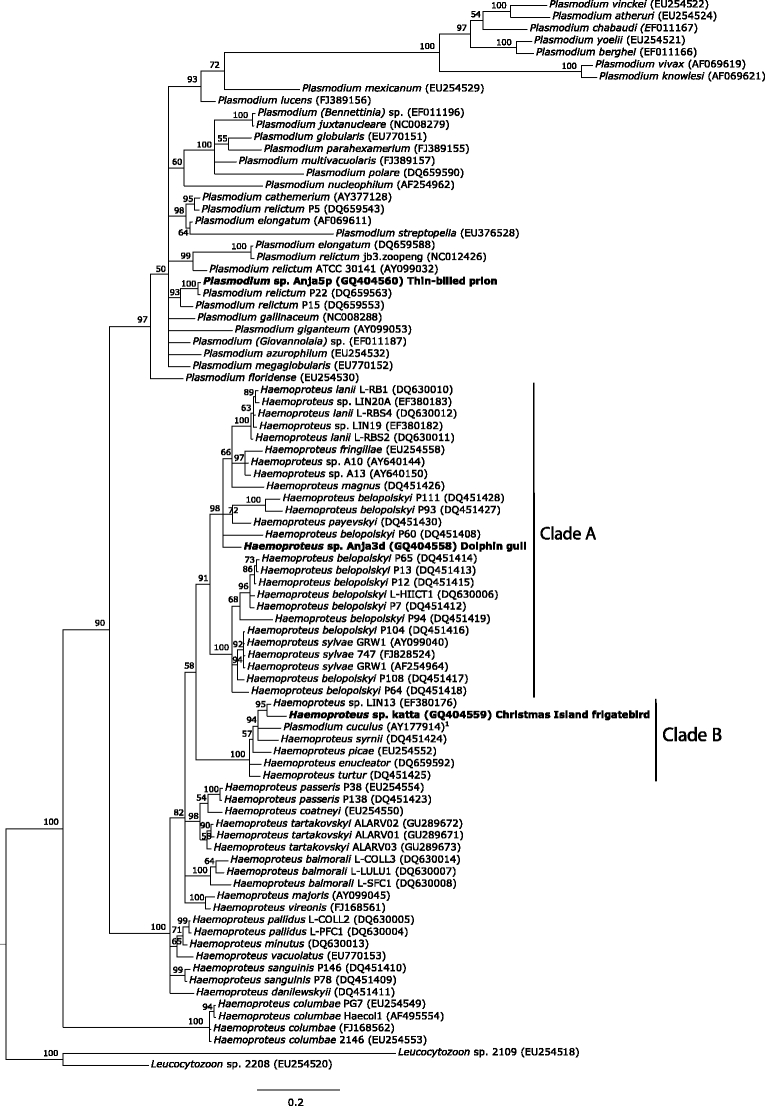 Plasmodium vinckei (EU254522)
54
Plasmodium atheruri (EU254524)
97
Plasmodium chabaudi (EF011167)
Plasmodium yoelii (EU254521)
100
100
Plasmodium berghei (EF011166)
Plasmodium vivax (AF069619)
72
100
Plasmodium knowlesi (AF069621)
93
Plasmodium mexicanum (EU254529)
Plasmodium lucens (FJ389156)
Plasmodium (Bennettinia) sp. (EF011196)
100
Plasmodium juxtanucleare (NC008279)
Plasmodium globularis (EU770151)
55
100
Plasmodium parahexamerium (FJ389155)
Plasmodium multivacuolaris (FJ389157)
60
Plasmodium polare (DQ659590)
Plasmodium nucleophilum (AF254962)
Plasmodium cathemerium (AY377128)
95
98
Plasmodium relictum P5 (DQ659543)
Plasmodium elongatum (AF069611)
64
Plasmodium streptopelia (EU376528)
Plasmodium elongatum (DQ659588)
100
99
Plasmodium relictum jb3.zoopeng (NC012426)
50
Plasmodium relictum ATCC 30141 (AY099032)
Plasmodium sp. Anja5p (GQ404560) Thin-billed prion
100
93
Plasmodium relictum P22 (DQ659563)
Plasmodium relictum P15 (DQ659553)
97
Plasmodium gallinaceum (NC008288)
Plasmodium giganteum (AY099053)
Plasmodium (Giovannolaia) sp. (EF011187)
Plasmodium azurophilum (EU254532)
Plasmodium megaglobularis (EU770152)
Plasmodium floridense (EU254530)
Haemoproteus lanii L-RB1 (DQ630010)
89
Haemoproteus sp. LIN20A (EF380183)
63
Haemoproteus lanii L-RBS4 (DQ630012)
100
Haemoproteus sp. LIN19 (EF380182)
Haemoproteus lanii L-RBS2 (DQ630011)
66
Haemoproteus fringillae (EU254558)
97
Haemoproteus sp. A10 (AY640144)
Haemoproteus sp. A13 (AY640150)
Haemoproteus magnus (DQ451426)
Haemoproteus belopolskyi P111 (DQ451428)
100
98
72
Haemoproteus belopolskyi P93 (DQ451427)
Haemoproteus payevskyi (DQ451430)
Haemoproteus belopolskyi P60 (DQ451408)
Clade A
Haemoproteus sp. Anja3d (GQ404558) Dolphin gull
Haemoproteus belopolskyi P65 (DQ451414)
73
86
Haemoproteus belopolskyi P13 (DQ451413)
91
Haemoproteus belopolskyi P12 (DQ451415)
96
Haemoproteus belopolskyi L-HIICT1 (DQ630006)
68
Haemoproteus belopolskyi P7 (DQ451412)
Haemoproteus belopolskyi P94 (DQ451419)
90
Haemoproteus belopolskyi P104 (DQ451416)
92
Haemoproteus sylvae GRW1 (AY099040)
100
Haemoproteus sylvae 747 (FJ828524)
94
Haemoproteus sylvae GRW1 (AF254964)
58
Haemoproteus belopolskyi P108 (DQ451417)
Haemoproteus belopolskyi P64 (DQ451418)
Haemoproteus sp. LIN13 (EF380176)
95
Haemoproteus sp. katta (GQ404559) Christmas Island frigatebird
94
Plasmodium cuculus (AY177914)1
Clade B
57
Haemoproteus syrnii (DQ451424)
100
Haemoproteus picae (EU254552)
Haemoproteus enucleator (DQ659592)
Haemoproteus turtur (DQ451425)
100
Haemoproteus passeris P38 (EU254554)
54
Haemoproteus passeris P138 (DQ451423)
82
98
Haemoproteus coatneyi (EU254550)
90
Haemoproteus tartakovskyi ALARV02 (GU289672)
100
58
Haemoproteus tartakovskyi ALARV01 (GU289671)
Haemoproteus tartakovskyi ALARV03 (GU289673)
64
Haemoproteus balmorali L-COLL3 (DQ630014)
100
Haemoproteus balmorali L-LULU1 (DQ630007)
Haemoproteus balmorali L-SFC1 (DQ630008)
100
Haemoproteus majoris (AY099045)
Haemoproteus vireonis (FJ168561)
99
Haemoproteus pallidus L-COLL2 (DQ630005)
100
71
Haemoproteus pallidus L-PFC1 (DQ630004)
65
Haemoproteus minutus (DQ630013)
Haemoproteus vacuolatus (EU770153)
99
Haemoproteus sanguinis P146 (DQ451410)
Haemoproteus sanguinis P78 (DQ451409)
Haemoproteus danilewskyii (DQ451411)
94
Haemoproteus columbae PG7 (EU254549)
Haemoproteus columbae Haecol1 (AF495554)
100
Haemoproteus columbae (FJ168562)
Haemoproteus columbae 2146 (EU254553)
100
Leucocytozoon sp. 2109 (EU254518)
Leucocytozoon sp. 2208 (EU254520)
0.2